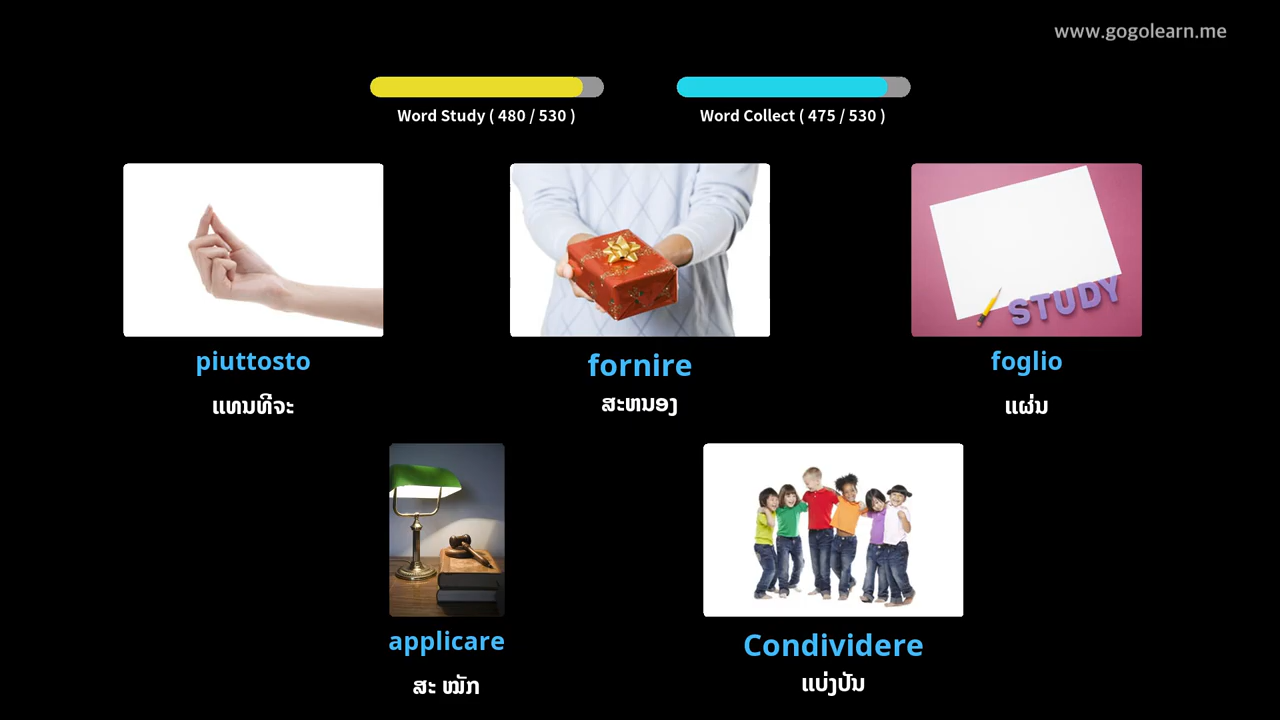 www.gogolearn.me
Word Study ( 480 / 530 )
Word Collect ( 475 / 530 )
STUDY
piuttosto
fornire
foglio
ແທນທີ່ຈະ
ສະຫນອງ
ແຜ່ນ
applicare
Condividere
ສະ ໝັກ
ແບ່ງປັນ